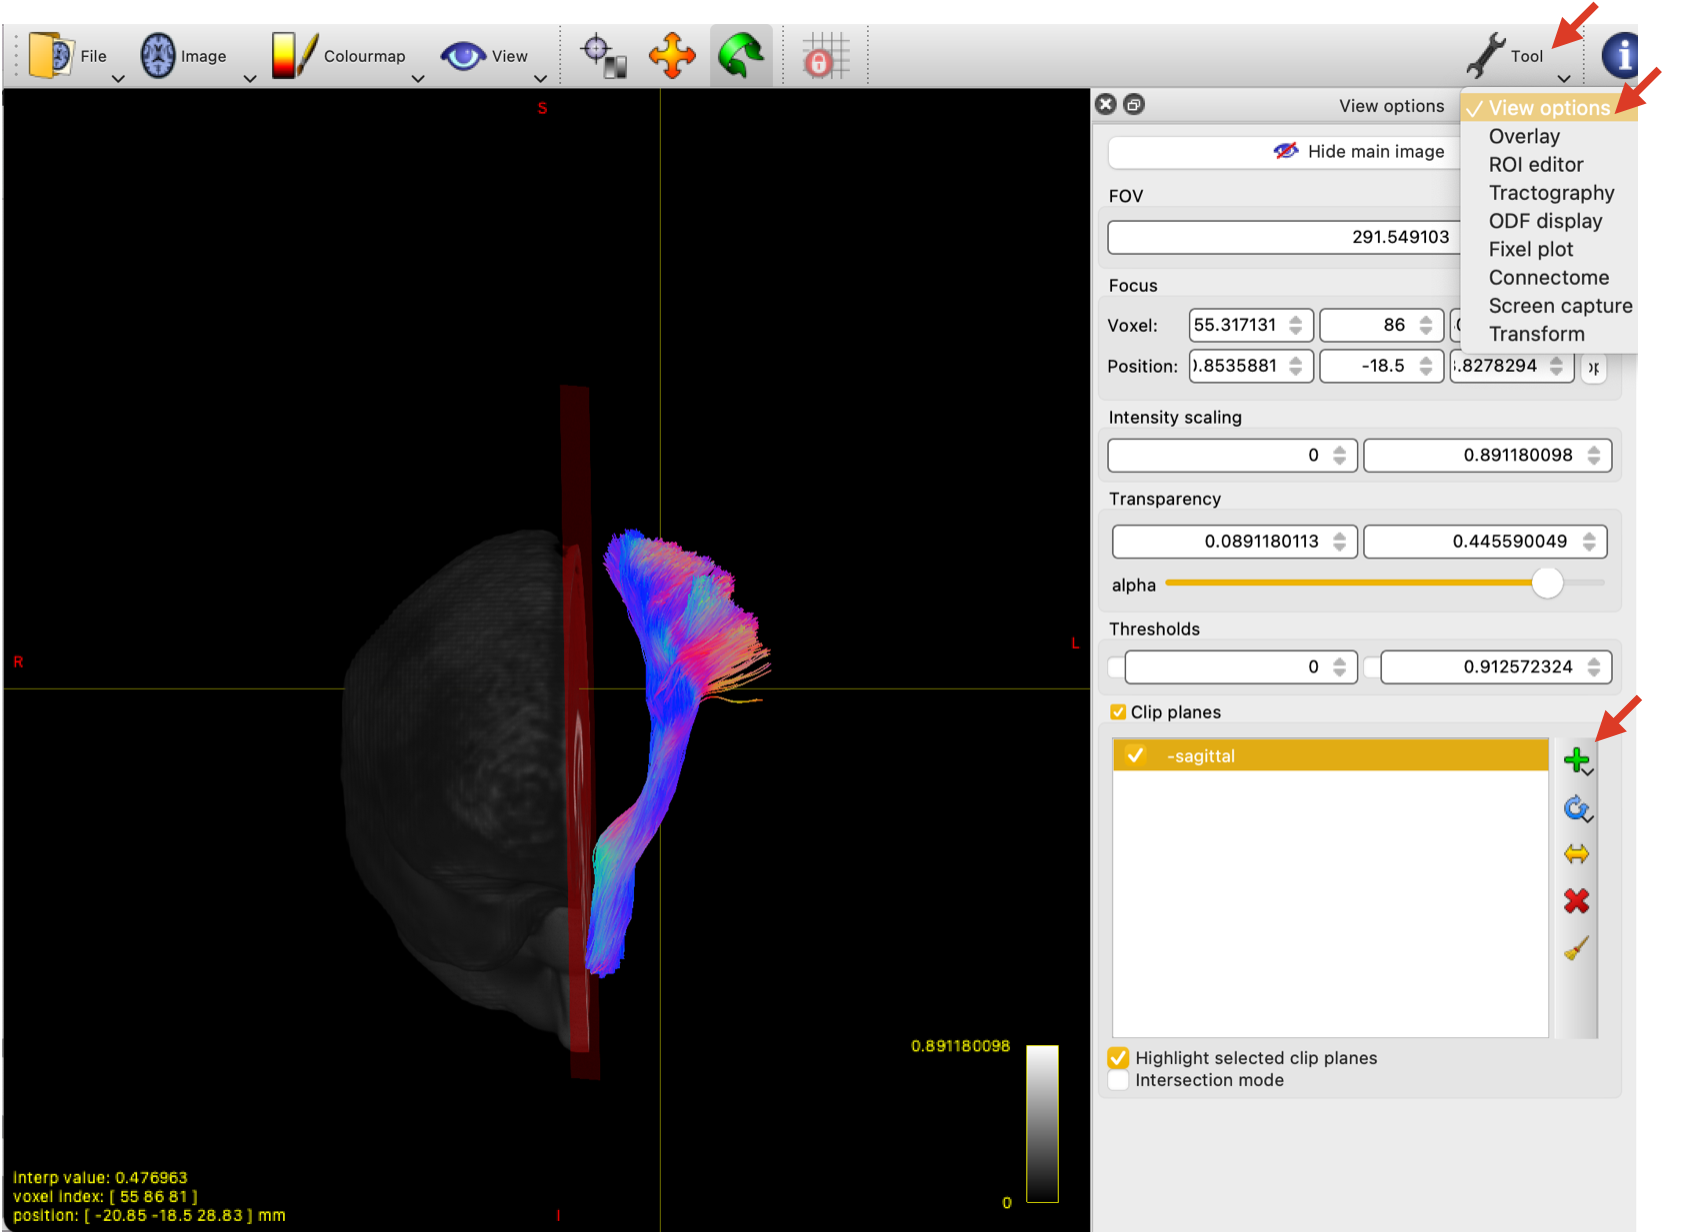 File Image Colourmap View Tool
S
View options
View options
Overlay
ROI editor
Tractography
ODF display
Fixel plot
Connectome
Screen capture
Transform
Hide main image
FOV
291.549103
Focus
Voxel: 55.317131 86
Position: .8535881 -18.5 .8278294
Intensity scaling
0 0.891180098
Transparency
0.0891180113 0.445590049
alpha
Thresholds
0 0.912572324
Clip planes
-sagittal
Highlight selected clip planes
Intersection mode
R
L
0.891180098
0
Interp value: 0.476963
voxel index: [ 55 86 81 ]
position: [ -20.85 -18.5 28.83 ] mm
I